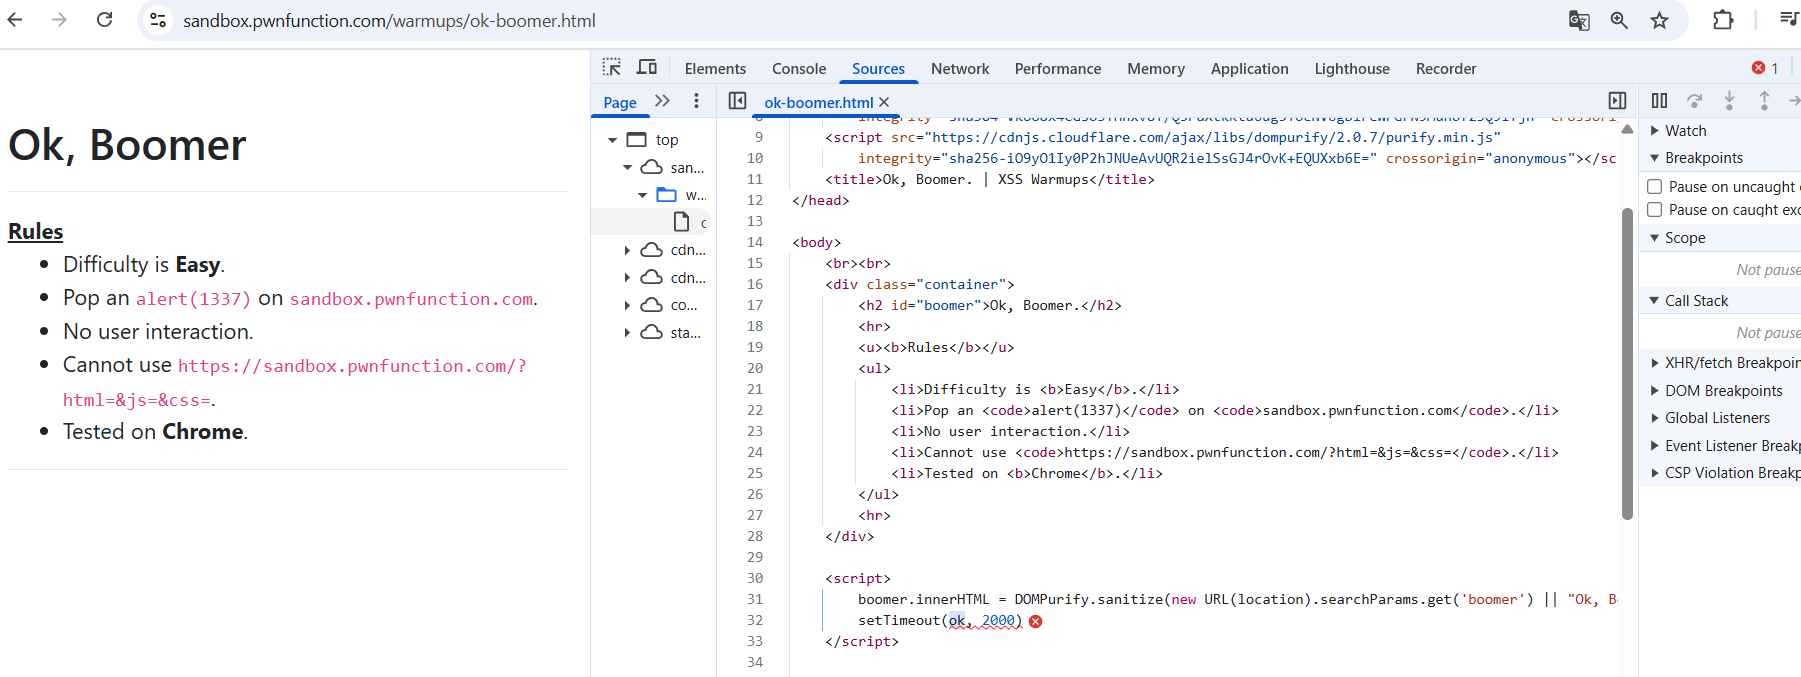 sandbox.pwnfunction.com/warmups/ok-boomer.html
Elements Console Sources Network Performance Memory Application Lighthouse Recorder 1
Page ok-boomer.html
Ok, Boomer
Rules
Difficulty is Easy.
Pop an alert(1337) on sandbox.pwnfunction.com.
No user interaction.
Cannot use https://sandbox.pwnfunction.com/?
html=&js=&css=.
Tested on Chrome.
top
san...
w...
cdn...
cdn...
co...
sta...
9 <script src="https://cdnjs.cloudflare.com/ajax/libs/dompurify/2.0.7/purify.min.js"
10 integrity="sha256-iO9yO1Iy0P2hJNUeAvUQR2ielSsGJ4rOvK+EQUXxb6E=" crossorigin="anonymous"></sc
11 <title>Ok, Boomer. | XSS Warmups</title>
12 </head>
13
14 <body>
15 <br><br>
16 <div class="container">
17 <h2 id="boomer">Ok, Boomer.</h2>
18 <hr>
19 <u><b>Rules</b></u>
20 <ul>
21 <li>Difficulty is <b>Easy</b>.</li>
22 <li>Pop an <code>alert(1337)</code> on <code>sandbox.pwnfunction.com</code>.</li>
23 <li>No user interaction.</li>
24 <li>Cannot use <code>https://sandbox.pwnfunction.com/?html=&js=&css=</code>.</li>
25 <li>Tested on <b>Chrome</b>.</li>
26 </ul>
27 <hr>
28 </div>
29
30 <script>
31 boomer.innerHTML = DOMPurify.sanitize(new URL(location).searchParams.get('boomer') || "Ok, B
32 setTimeout(ok, 2000)
33 </script>
34
Watch
Breakpoints
Pause on uncaught
Pause on caught exc
Scope
Not pause
Call Stack
Not pause
XHR/fetch Breakpoin
DOM Breakpoints
Global Listeners
Event Listener Breakp
CSP Violation Breakp